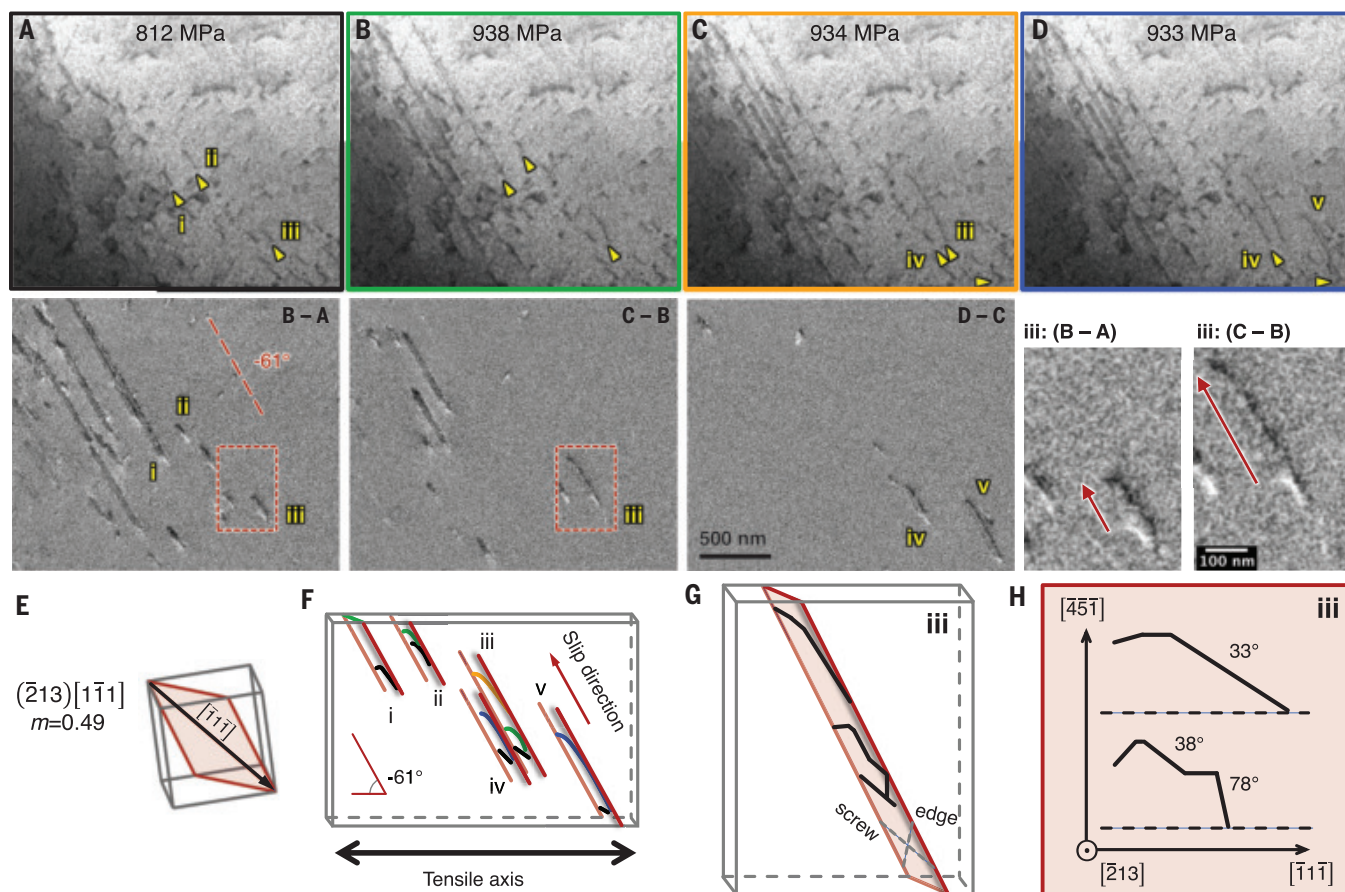 A
812 MPa
B
938 MPa
C
934 MPa
D
933 MPa
ii
i
iii
iii
iv
v
iv
B – A
-61°
ii
i
iii
C – B
iii
D – C
v
iv
500 nm
iii: (B – A)
iii: (C – B)
100 nm
E
(2̄13)[11̄1]
m=0.49
[1̄11̄]
F
i
ii
iii
iv
v
Slip direction
-61°
Tensile axis
G
iii
screw
edge
H
iii
[4̄5̄1̄]
33°
38°
78°
[2̄13]
[1̄11̄]